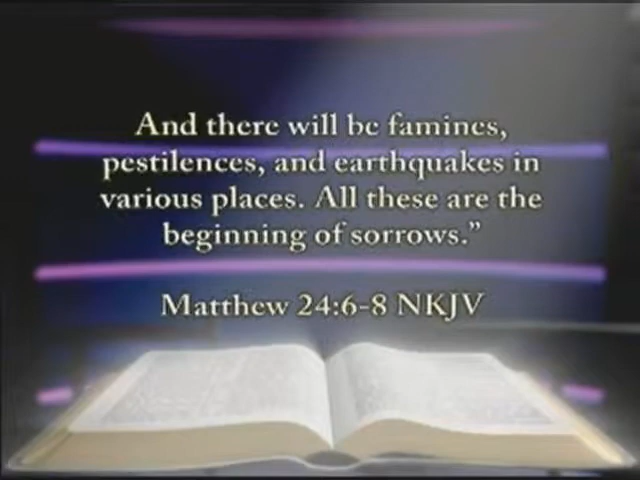 And there will be famines,
pestilences, and earthquakes in
various places. All these are the
beginning of sorrows.”
Matthew 24:6-8 NKJV